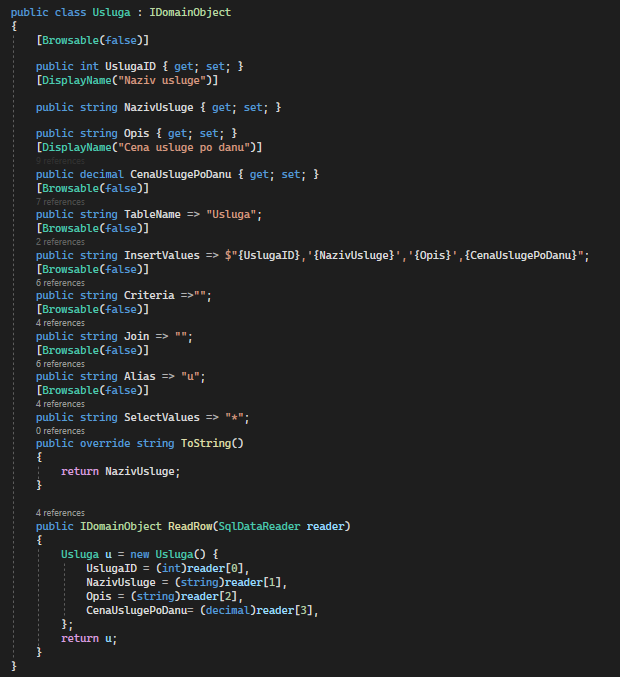 public class Usluga : IDomainObject
{
[Browsable(false)]
public int UslugaID { get; set; }
[DisplayName("Naziv usluge")]
public string NazivUsluge { get; set; }
public string Opis { get; set; }
[DisplayName("Cena usluge po danu")]
9 references
public decimal CenaUslugePoDanu { get; set; }
[Browsable(false)]
7 references
public string TableName => "Usluga";
[Browsable(false)]
2 references
public string InsertValues => $"{UslugaID},'{NazivUsluge}','{Opis}',{CenaUslugePoDanu}";
[Browsable(false)]
6 references
public string Criteria =>"";
[Browsable(false)]
4 references
public string Join => "";
[Browsable(false)]
6 references
public string Alias => "u";
[Browsable(false)]
4 references
public string SelectValues => "*";
0 references
public override string ToString()
{
return NazivUsluge;
}
4 references
public IDomainObject ReadRow(SqlDataReader reader)
{
Usluga u = new Usluga() {
UslugaID = (int)reader[0],
NazivUsluge = (string)reader[1],
Opis = (string)reader[2],
CenaUslugePoDanu= (decimal)reader[3],
};
return u;
}
}